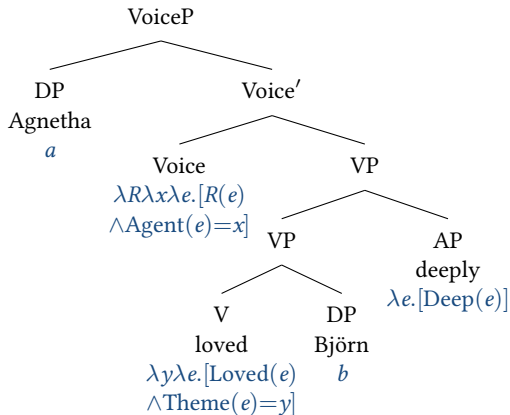 VoiceP
DP
Agnetha
a
Voice′
Voice
λRλxλe.[R(e)
∧Agent(e)=x]
VP
VP
AP
deeply
λe.[Deep(e)]
V
loved
λyλe.[Loved(e)
∧Theme(e)=y]
DP
Björn
b